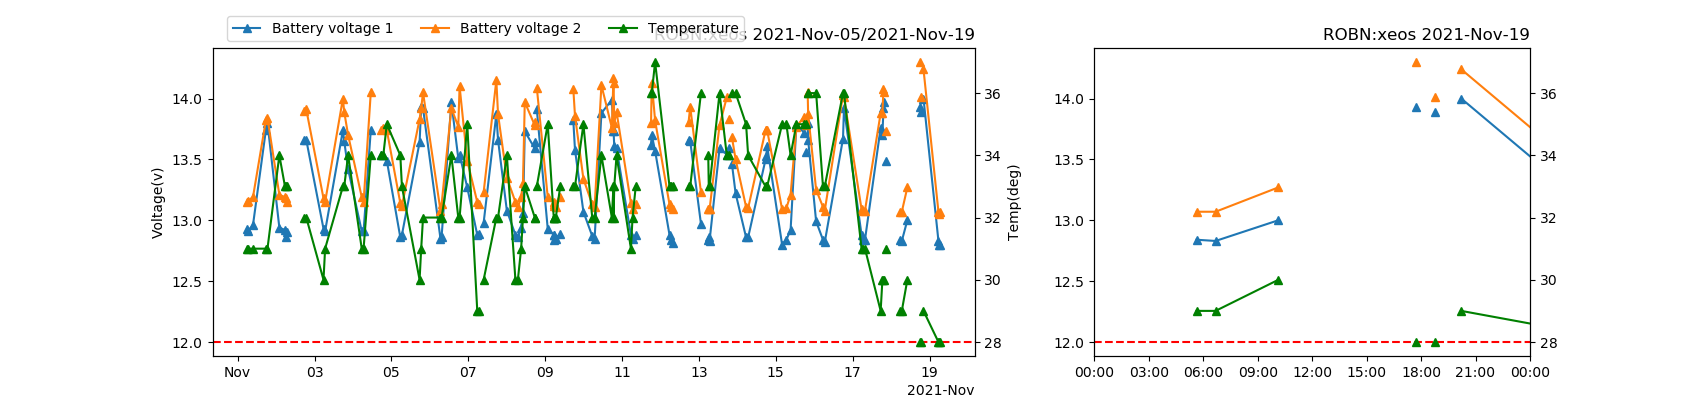 Battery voltage 1 Battery voltage 2 Temperature
ROBN:xeos 2021-Nov-05/2021-Nov-19
ROBN:xeos 2021-Nov-19
Voltage(v)
14.0
13.5
13.0
12.5
12.0
36
34
32
30
28
Temp(deg)
Nov 03 05 07 09 11 13 15 17 19
2021-Nov
14.0
13.5
13.0
12.5
12.0
36
34
32
30
28
00:00 03:00 06:00 09:00 12:00 15:00 18:00 21:00 00:00